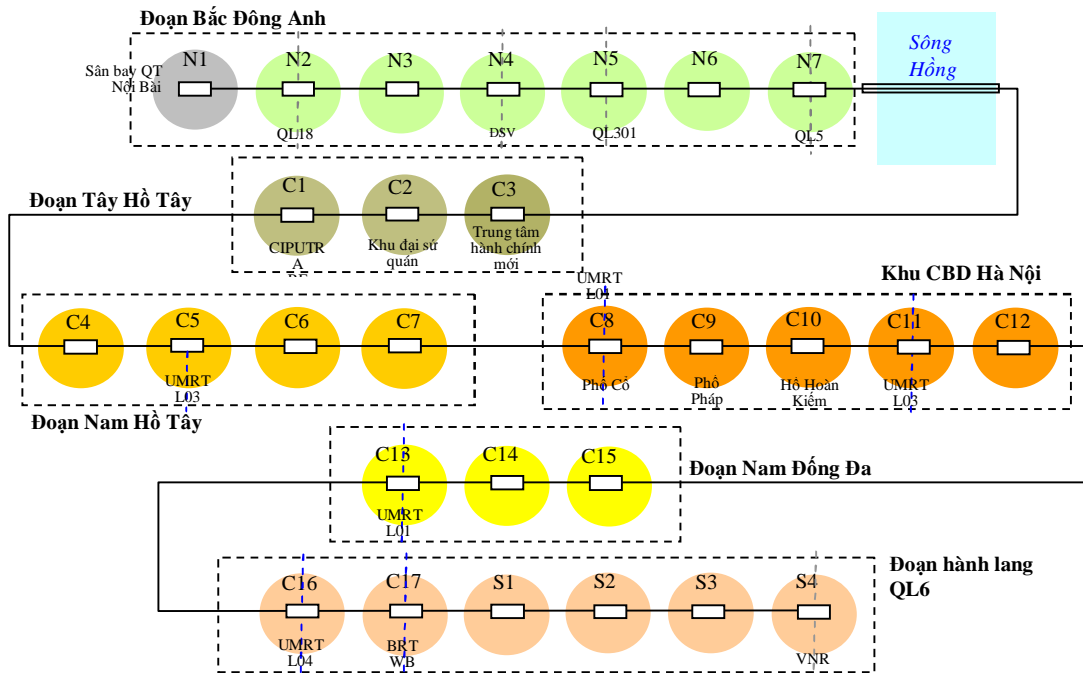 Đoạn Bắc Đông Anh
N1
N2
N3
N4
N5
N6
N7
Sân bay QT
Nội Bài
QL18
ĐSV
QL301
QL5
Sông
Hồng
Đoạn Tây Hồ Tây
C1
C2
C3
CIPUTR
A
Khu đại sứ
quán
Trung tâm
hành chính
mới
Khu CBD Hà Nội
UMRT
L01
C4
C5
C6
C7
C8
C9
C10
C11
C12
UMRT
L03
Phố Cổ
Phố
Pháp
Hồ Hoàn
Kiếm
UMRT
L03
Đoạn Nam Hồ Tây
C13
C14
C15
Đoạn Nam Đống Đa
UMRT
L01
Đoạn hành lang
QL6
C16
C17
S1
S2
S3
S4
UMRT
L04
BRT
WB
VNR